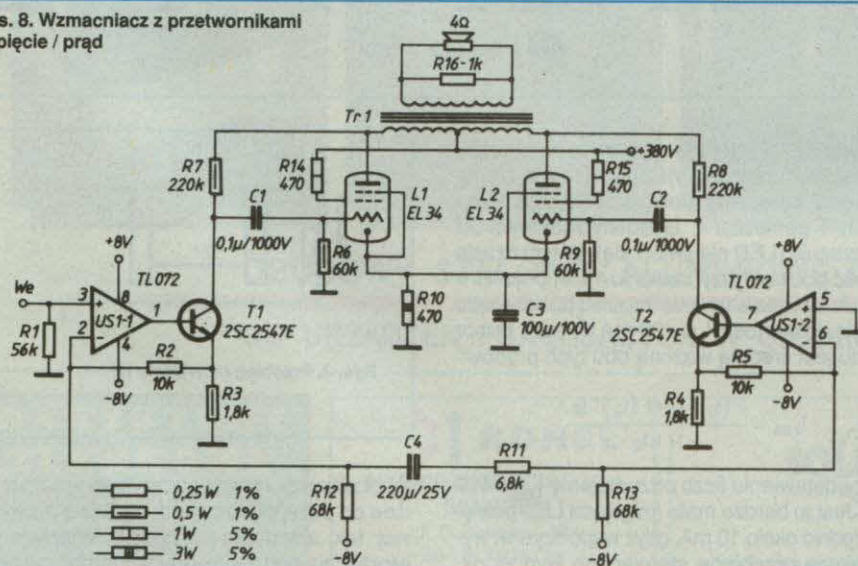 s. 8. Wzmacniacz z przetwornikami
pięcie / prąd
4Ω
R16-1k
Tr1
+380V
R7
220k
R14
470
R15
470
R8
220k
C1
0,1µ/1000V
L1
EL34
L2
EL34
C2
0,1µ/1000V
R6
60k
R9
60k
R10
470
C3
100µ/100V
+8V
TL072
We
3
+
8
US1-1
1
2
-
4
-8V
R1
56k
T1
2SC2547E
R2
10k
R3
1,8k
+8V
TL072
T2
2SC2547E
7
US1-2
+
5
-
6
-8V
R5
10k
R4
1,8k
C4
220µ/25V
R11
6,8k
R12
68k
-8V
R13
68k
-8V
0,25W 1%
0,5W 1%
1W 5%
3W 5%